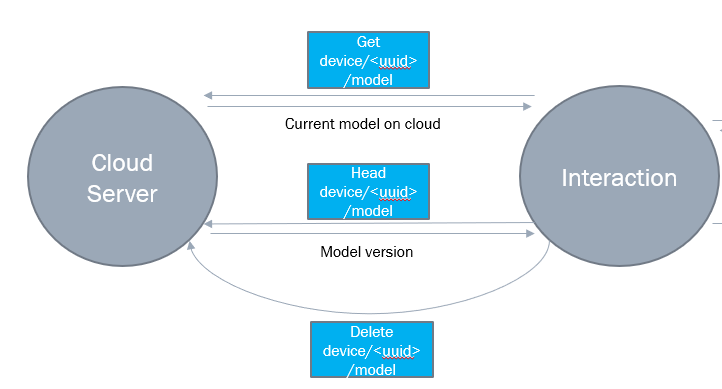 Get
device/<uuid>
/model
Current model on cloud
Cloud
Server
Interaction
Head
device/<uuid>
/model
Model version
Delete
device/<uuid>
/model